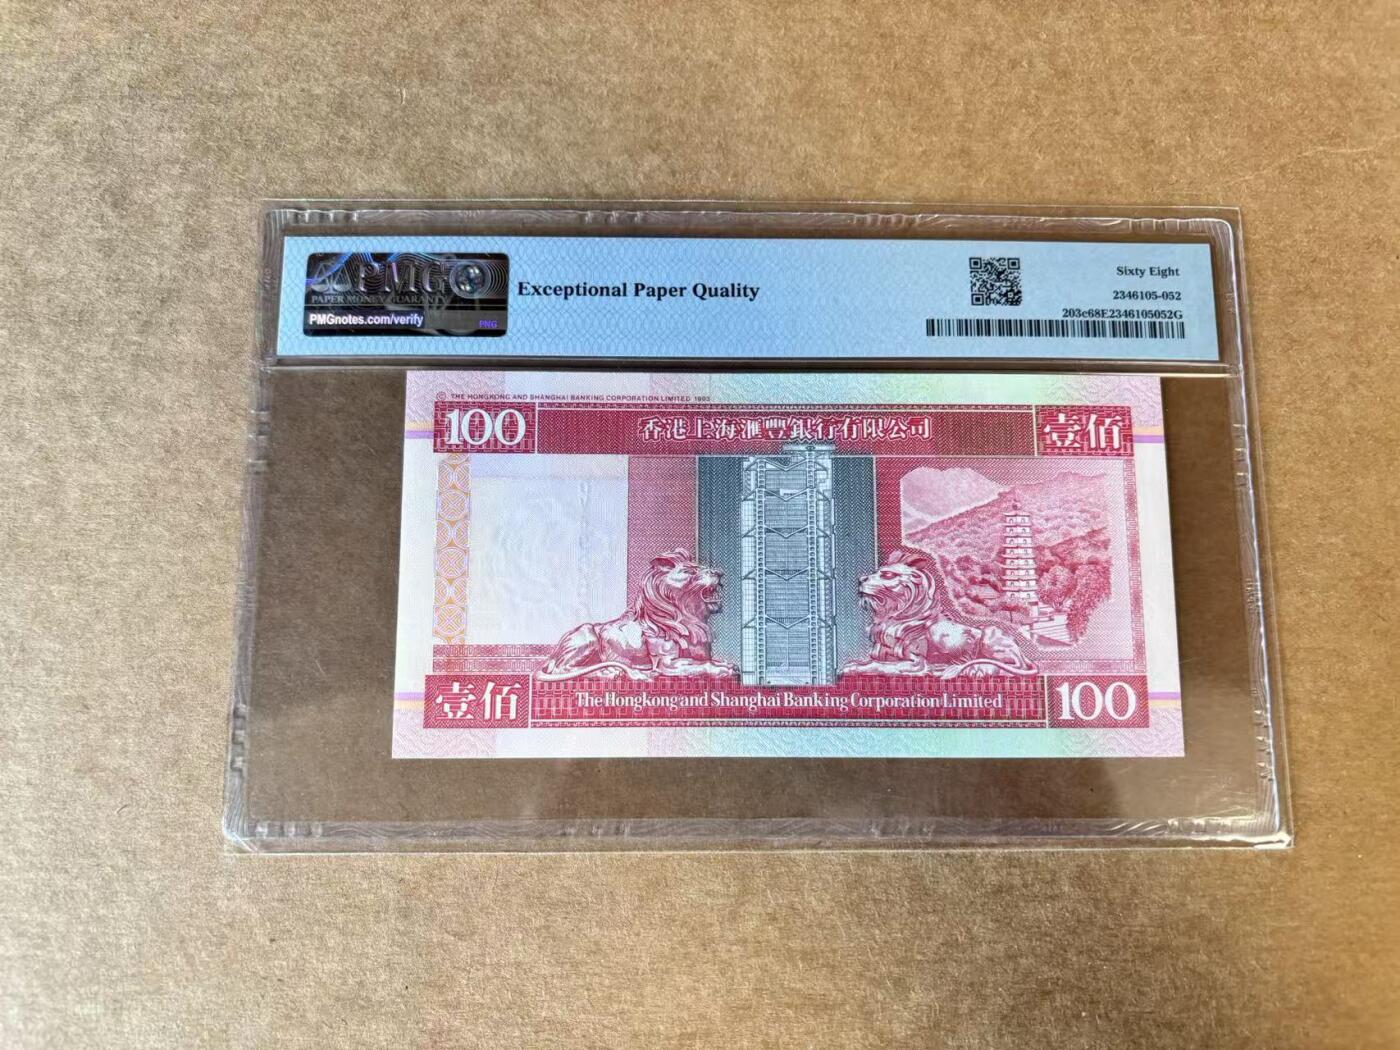 PMG
PAPER MONEY GUARANTY
PMGnotes.com/verify
PNG
Exceptional Paper Quality
Sixty Eight
2346105-052
203c68E2346105052G
© THE HONGKONG AND SHANGHAI BANKING CORPORATION LIMITED 1993
100
香港上海滙豐銀行有限公司
壹佰
壹佰
The Hongkong and Shanghai Banking Corporation Limited
100